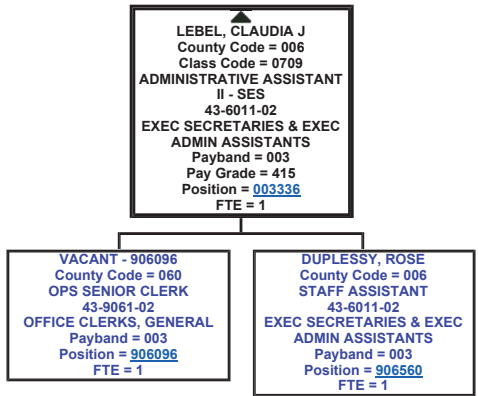 LEBEL, CLAUDIA J
County Code = 006
Class Code = 0709
ADMINISTRATIVE ASSISTANT
II - SES
43-6011-02
EXEC SECRETARIES & EXEC
ADMIN ASSISTANTS
Payband = 003
Pay Grade = 415
Position = 003336
FTE = 1
VACANT - 906096
County Code = 060
OPS SENIOR CLERK
43-9061-02
OFFICE CLERKS, GENERAL
Payband = 003
Position = 906096
FTE = 1
DUPLESSY, ROSE
County Code = 006
STAFF ASSISTANT
43-6011-02
EXEC SECRETARIES & EXEC
ADMIN ASSISTANTS
Payband = 003
Position = 906560
FTE = 1